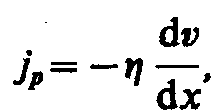 j_p = −η dv/dx,